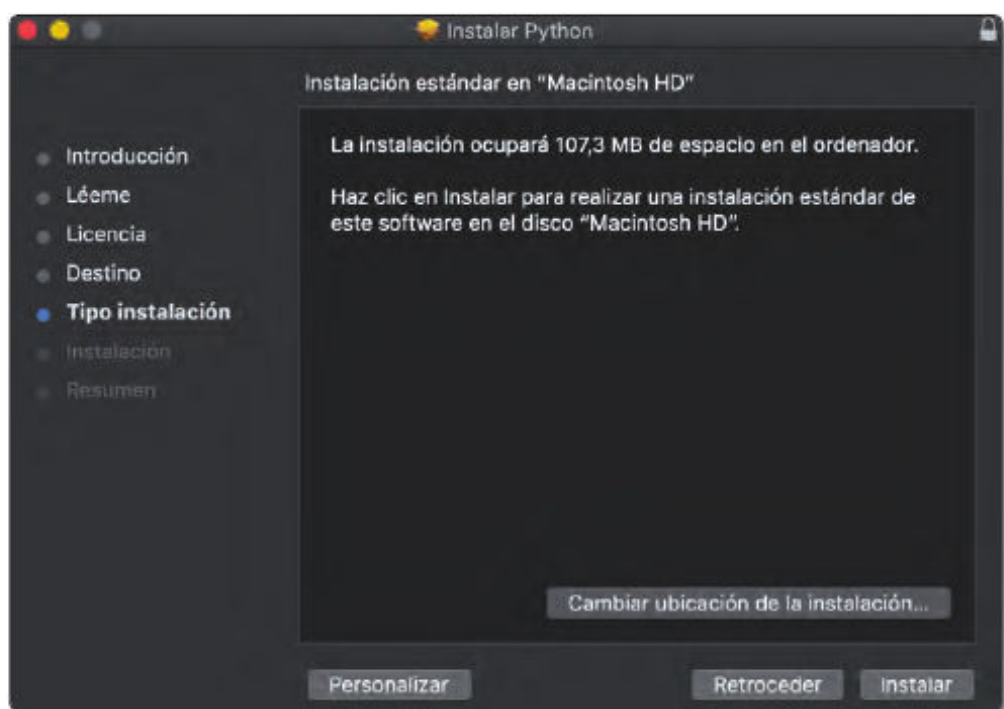 Instalar Python
Instalación estándar en “Macintosh HD”
Introducción
Léeme
Licencia
Destino
Tipo instalación
Instalación
Resumen
La instalación ocupará 107,3 MB de espacio en el ordenador.
Haz clic en Instalar para realizar una instalación estándar de
este software en el disco “Macintosh HD”.
Cambiar ubicación de la instalación...
Personalizar
Retroceder
Instalar